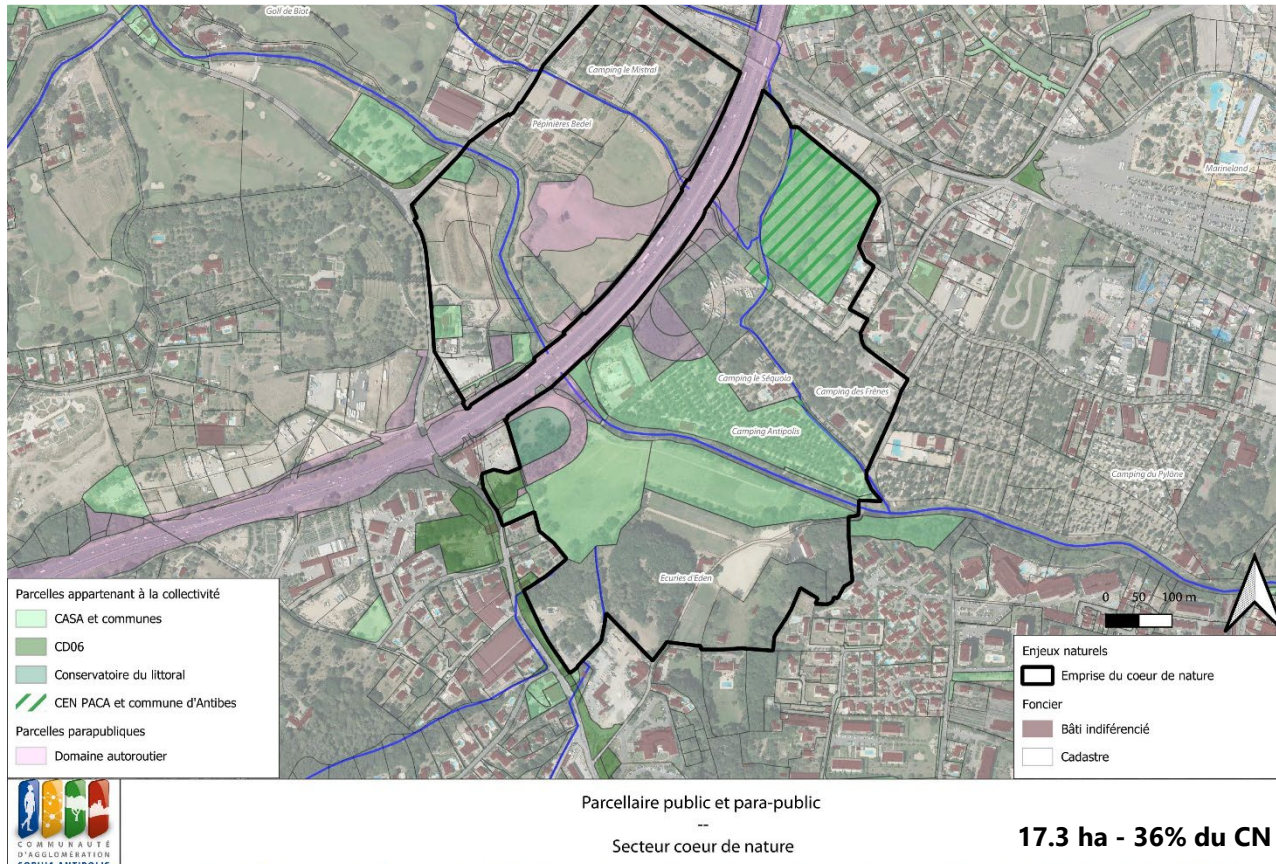 Golf de Biot
Camping le Mistral
Pépinières Bedel
Marineland
Camping le Séquoia
Camping des Frênes
Camping Antipolis
Camping du Pylône
Ecuries d'Eden
Parcelles appartenant à la collectivité
CASA et communes
CD06
Conservatoire du littoral
CEN PACA et commune d'Antibes
Parcelles parapubliques
Domaine autoroutier
0 50 100 m
Enjeux naturels
Emprise du coeur de nature
Foncier
Bâti indiférencié
Cadastre
COMMUNAUTÉ
D'AGGLOMÉRATION
SOPHIA ANTIPOLIS
Parcellaire public et para-public
--
Secteur coeur de nature
17.3 ha - 36% du CN